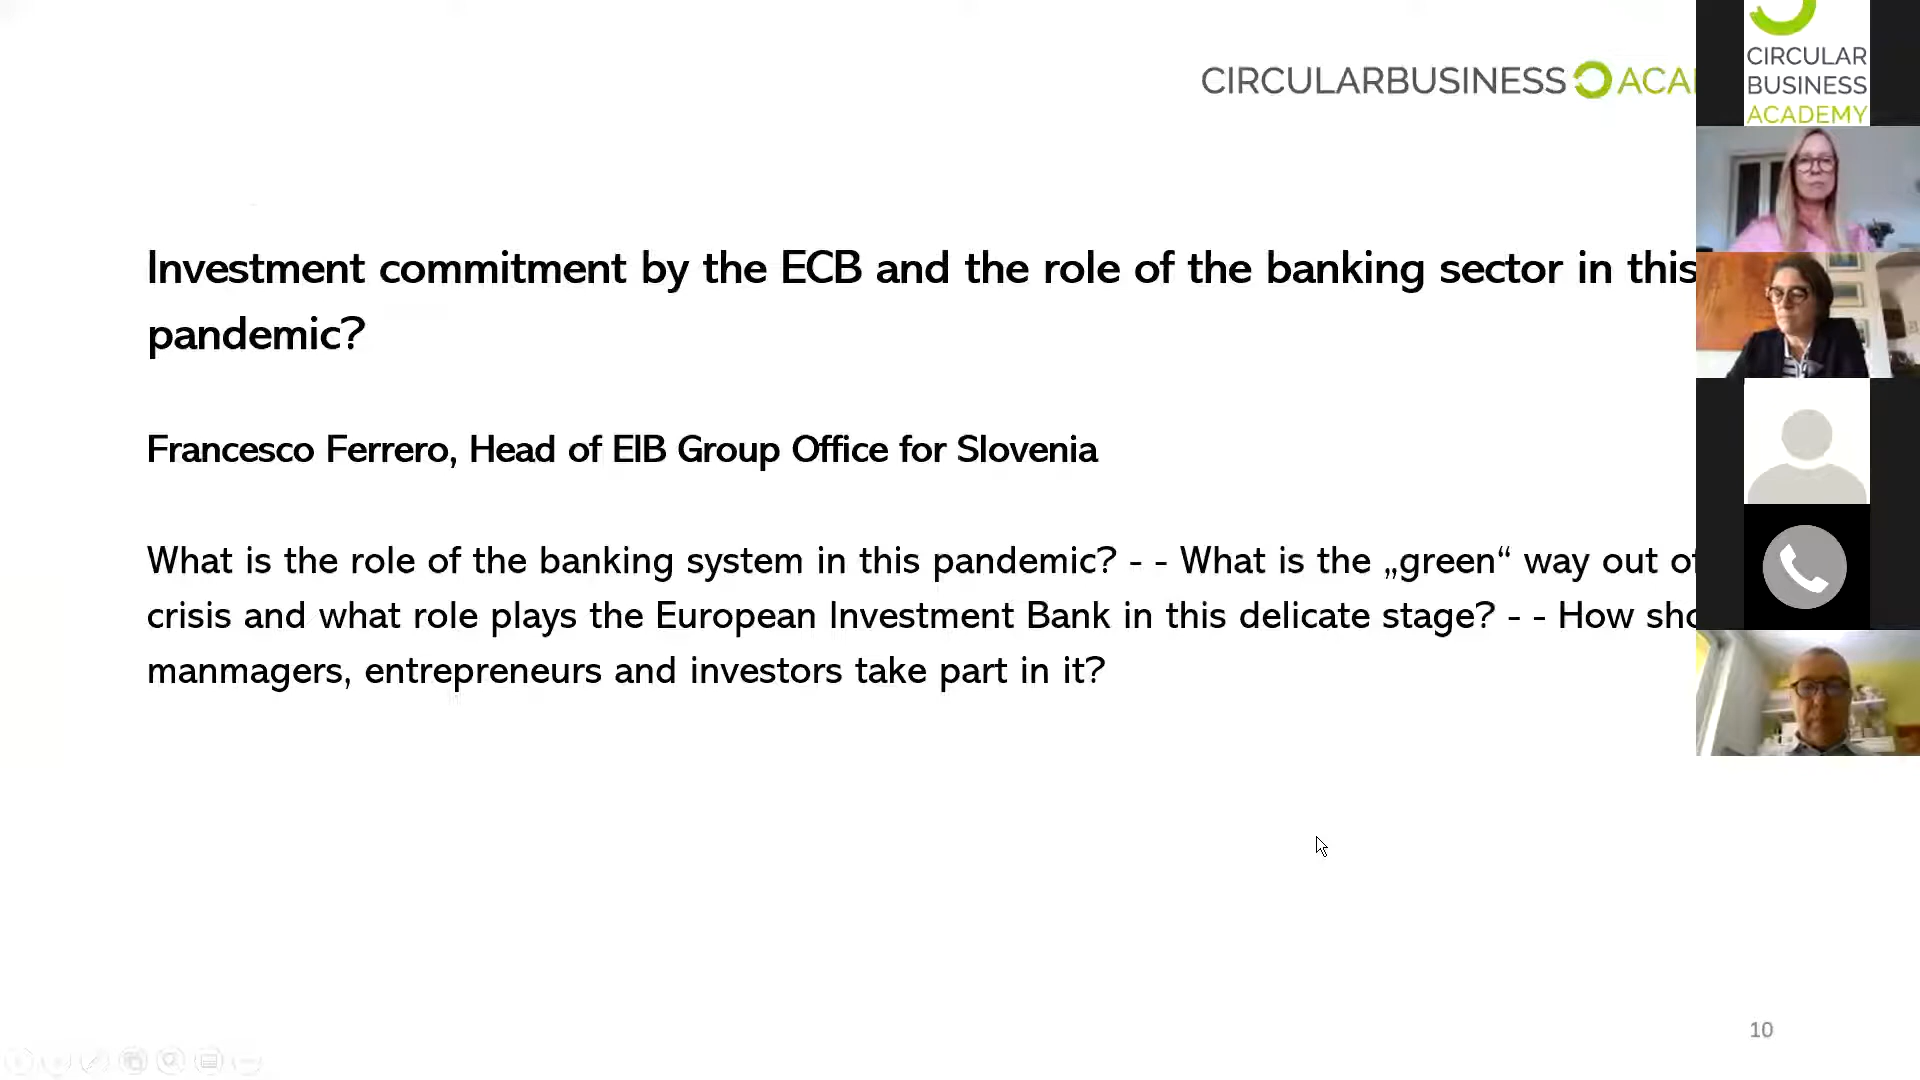 CIRCULARBUSINESS ACA
CIRCULAR
BUSINESS
ACADEMY
Investment commitment by the ECB and the role of the banking sector in this
pandemic?
Francesco Ferrero, Head of EIB Group Office for Slovenia
What is the role of the banking system in this pandemic? - - What is the „green“ way out of
crisis and what role plays the European Investment Bank in this delicate stage? - - How sho
manmagers, entrepreneurs and investors take part in it?
10